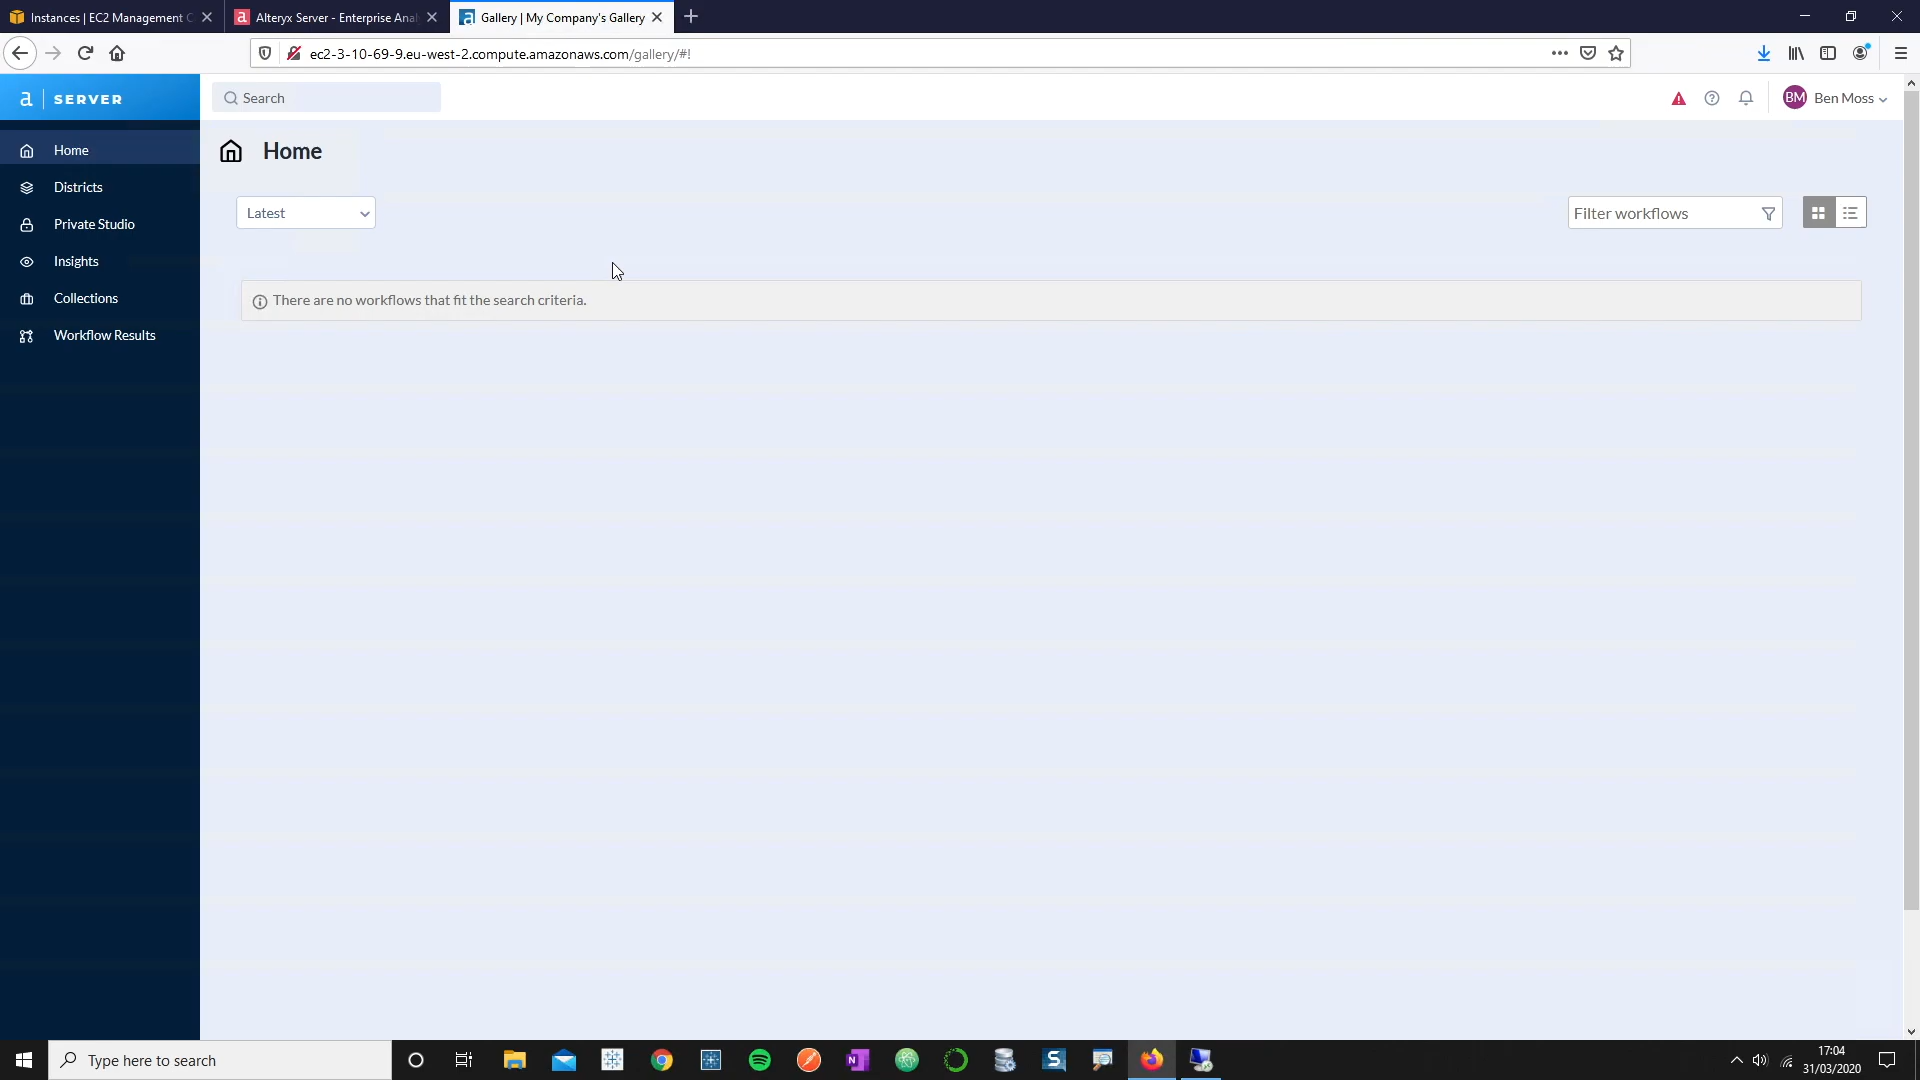 Instances | EC2 Management C
Alteryx Server - Enterprise Ana
Gallery | My Company's Gallery
ec2-3-10-69-9.eu-west-2.compute.amazonaws.com/gallery/#!
a | SERVER
Search
BM Ben Moss
Home
Districts
Private Studio
Insights
Collections
Workflow Results
Home
Latest
Filter workflows
There are no workflows that fit the search criteria.
Type here to search
17:04
31/03/2020